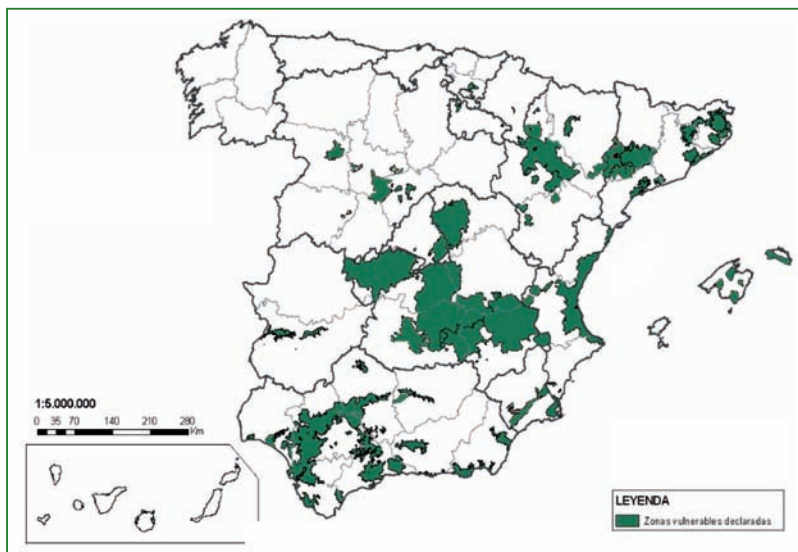 1:5.000.000
0 35 70 140 210 280
Km
LEYENDA
Zonas vulnerables declaradas